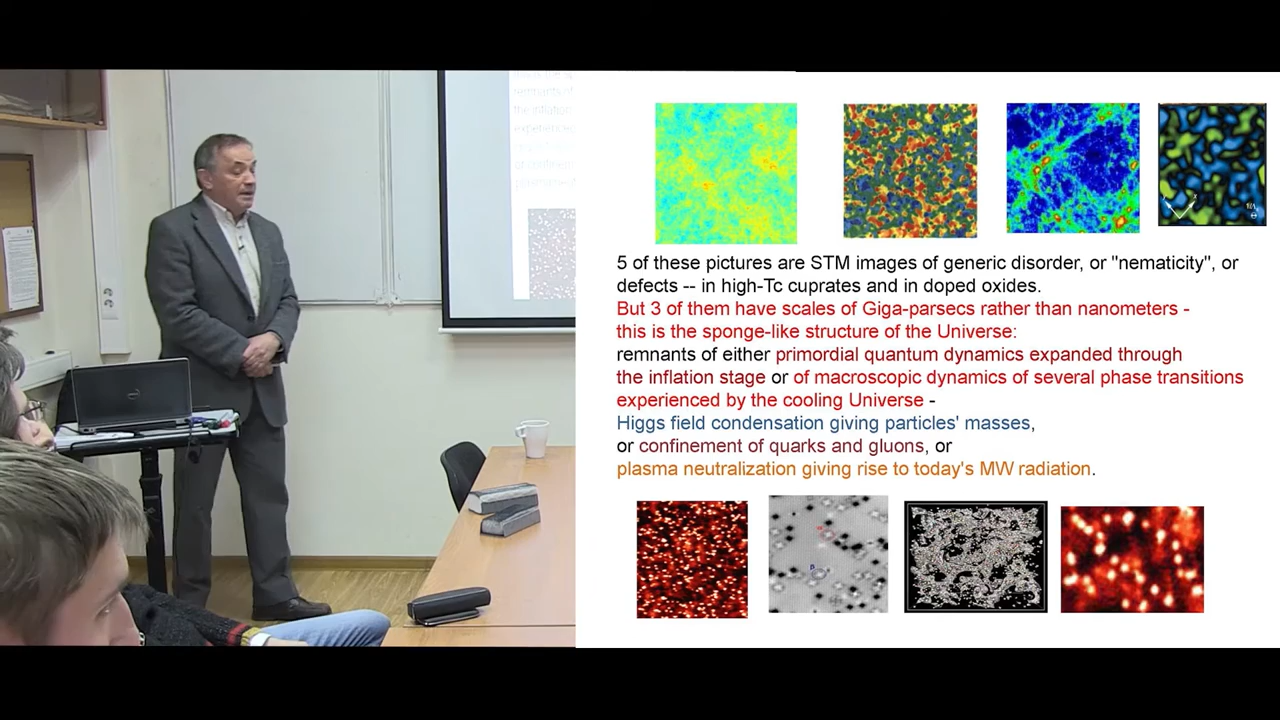 remnants of
the inflation
5 of these pictures are STM images of generic disorder, or "nematicity", or
defects -- in high-Tc cuprates and in doped oxides.
But 3 of them have scales of Giga-parsecs rather than nanometers -
this is the sponge-like structure of the Universe:
remnants of either primordial quantum dynamics expanded through
the inflation stage or of macroscopic dynamics of several phase transitions
experienced by the cooling Universe -
Higgs field condensation giving particles' masses,
or confinement of quarks and gluons, or
plasma neutralization giving rise to today's MW radiation.